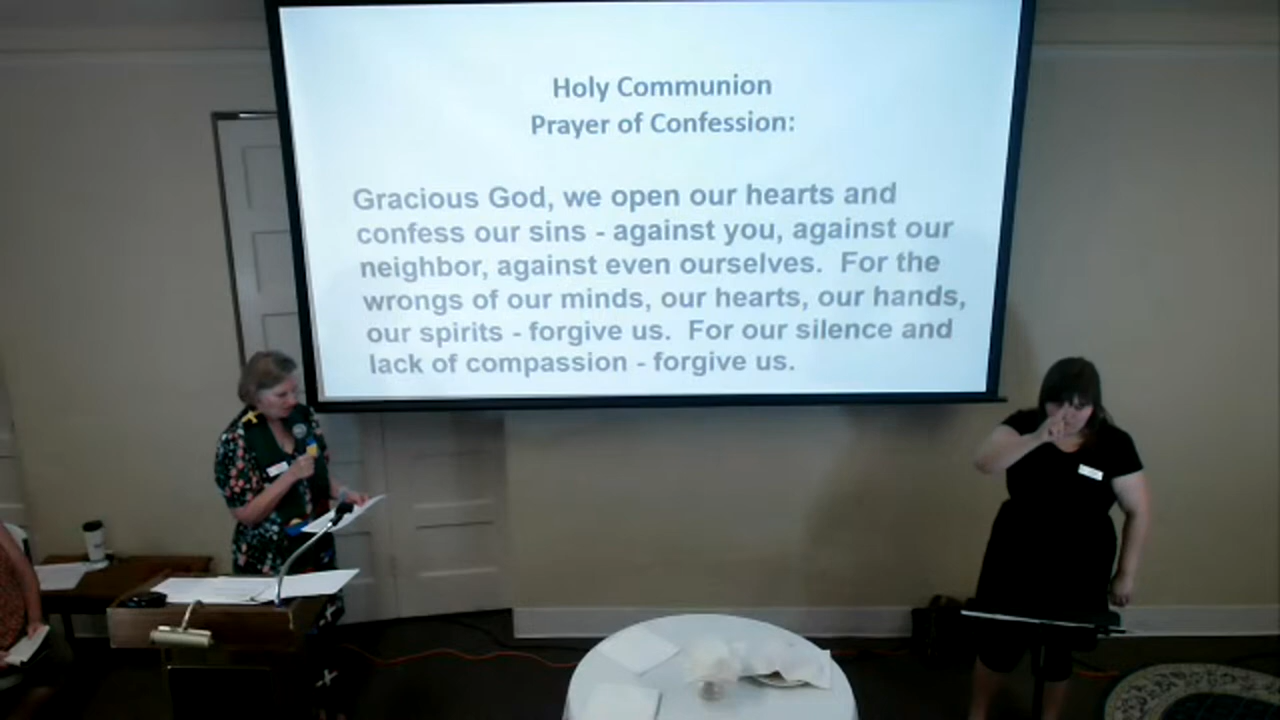 Holy Communion
Prayer of Confession:
Gracious God, we open our hearts and
confess our sins - against you, against our
neighbor, against even ourselves. For the
wrongs of our minds, our hearts, our hands,
our spirits - forgive us. For our silence and
lack of compassion - forgive us.